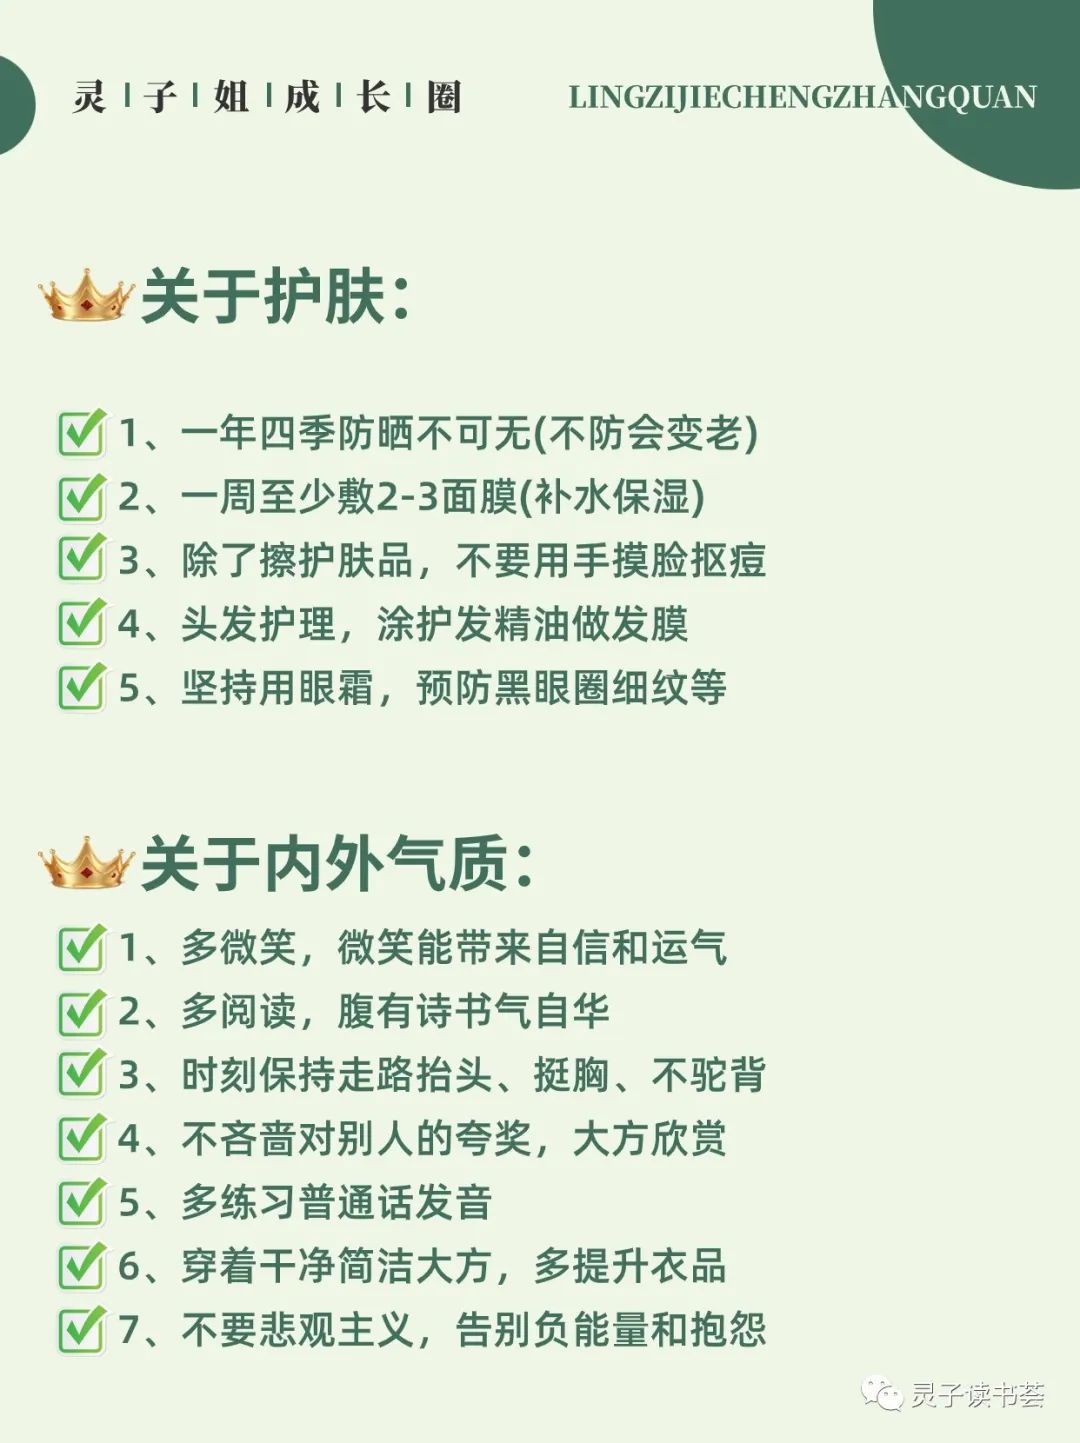 灵|子|姐|成|长|圈
LINGZIJIECHENGZHANGQUAN
关于护肤：
1、一年四季防晒不可无(不防会变老)
2、一周至少敷2-3面膜(补水保湿)
3、除了擦护肤品，不要用手摸脸抠痘
4、头发护理，涂护发精油做发膜
5、坚持用眼霜，预防黑眼圈细纹等
关于内外气质：
1、多微笑，微笑能带来自信和运气
2、多阅读，腹有诗书气自华
3、时刻保持走路抬头、挺胸、不驼背
4、不吝啬对别人的夸奖，大方欣赏
5、多练习普通话发音
6、穿着干净简洁大方，多提升衣品
7、不要悲观主义，告别负能量和抱怨
灵子读书荟